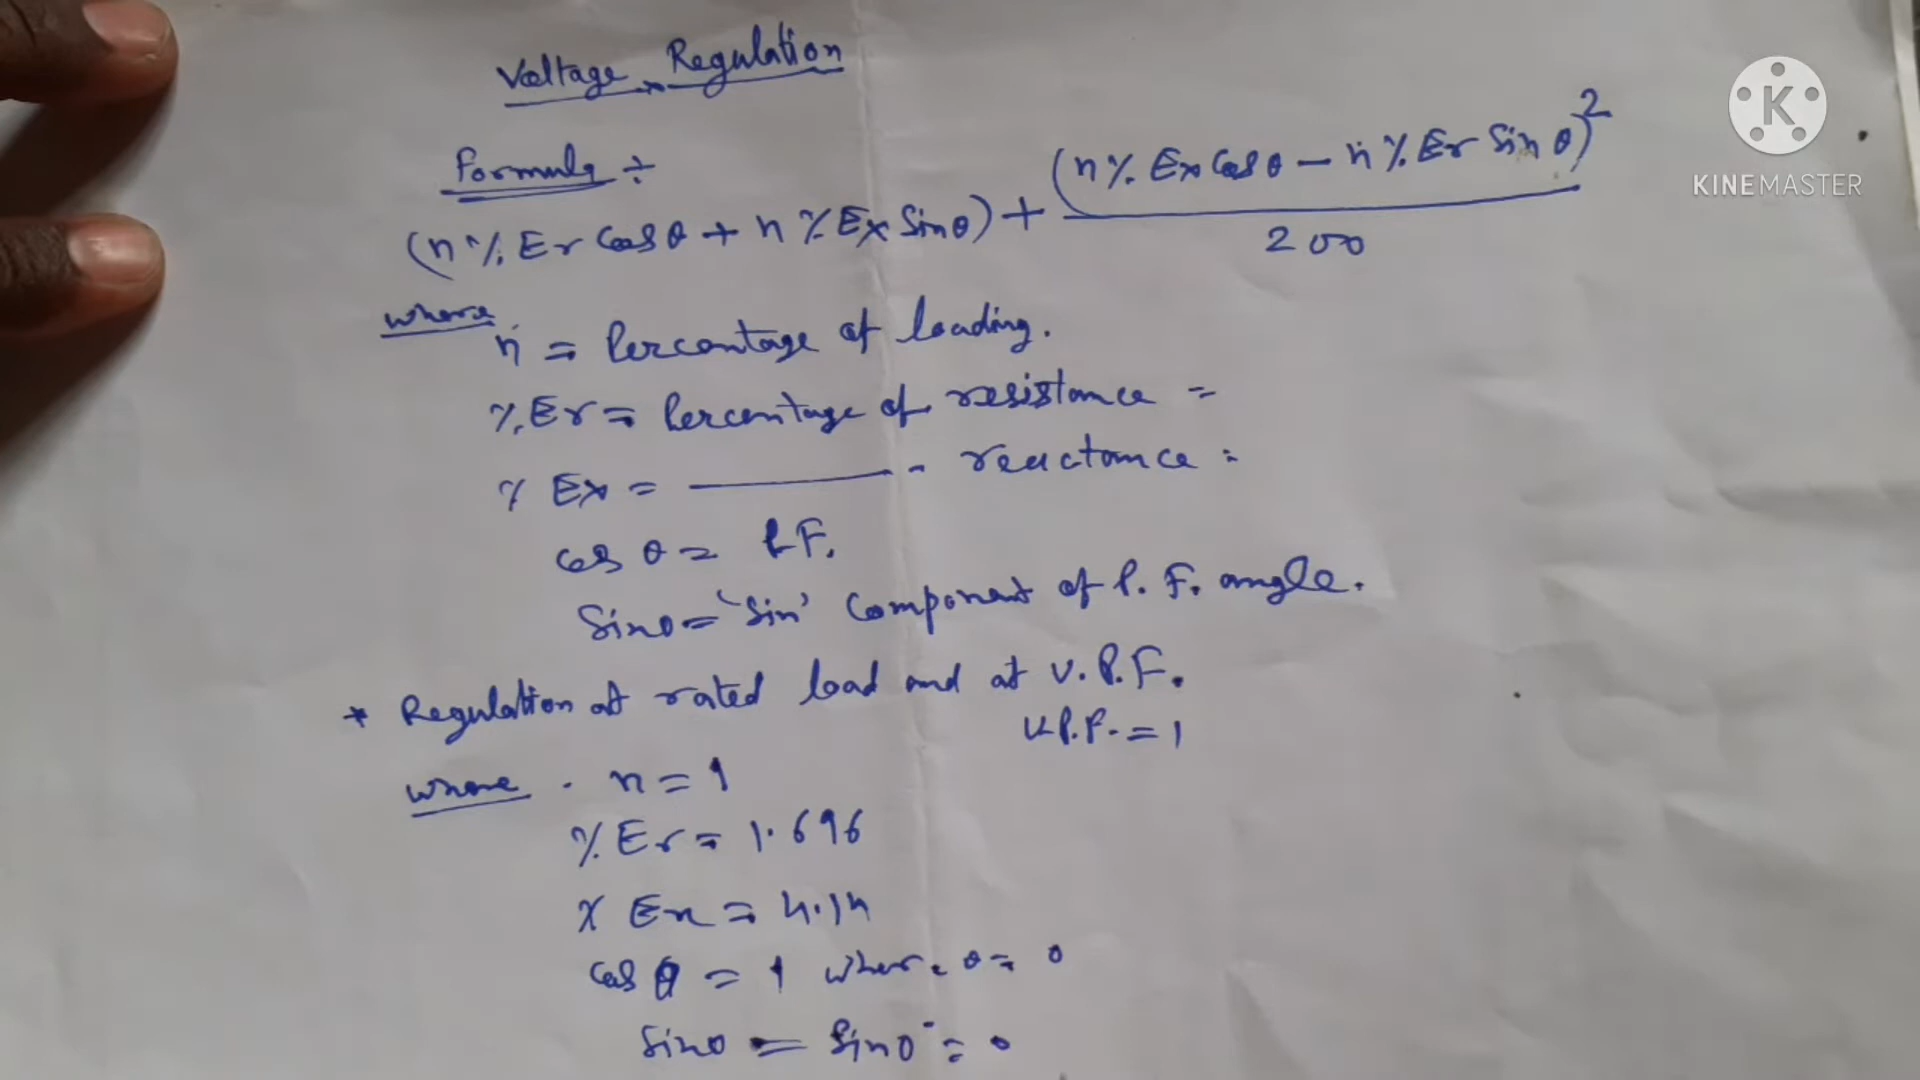 Voltage Regulation
Formula ÷
(n % Er Cosθ + n % Ex Sinθ) + (n % Ex Cosθ - n % Er Sin θ)² / 200
where
n = Percentage of loading.
% Er = Percentage of resistance =
% Ex = ———— " reactance =
Cos θ = P.F.
Sinθ = 'Sin' Component of P. F. angle.
* Regulation at rated load and at U.P.F.
U.P.F. = 1
where . n = 1
% Er = 1.696
% Ex = 4.14
Cos θ = 1 where θ = 0
Sinθ = Sin0° = 0
K
KINEMASTER